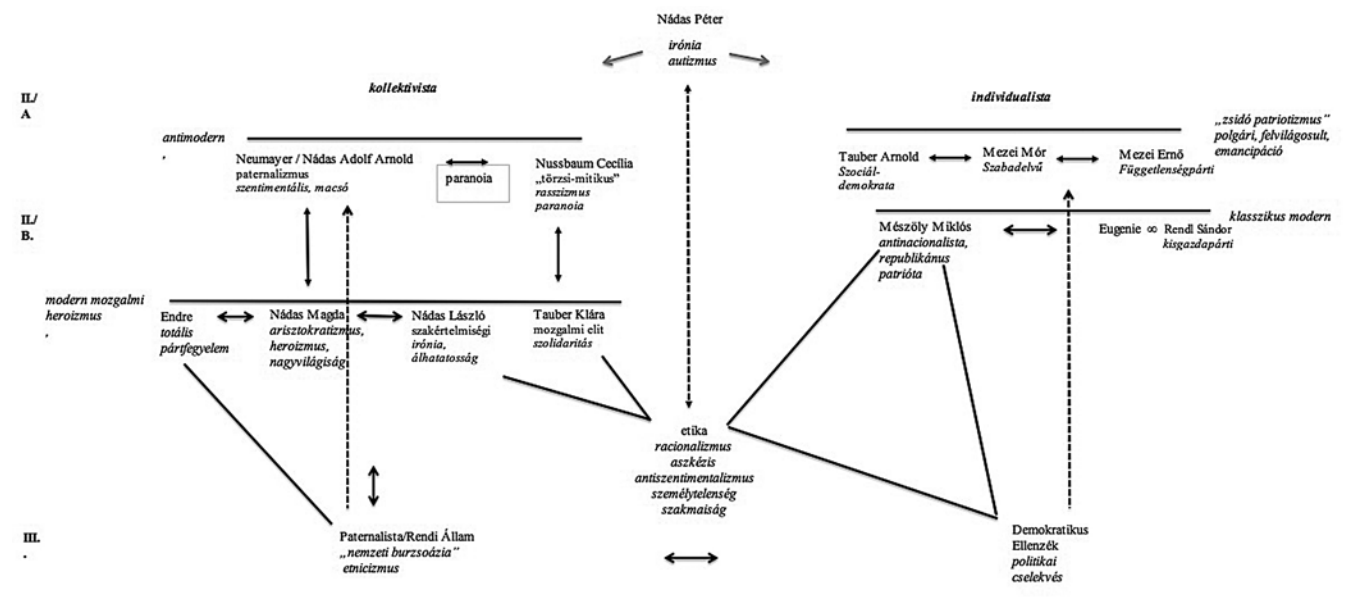 Nádas Péter
irónia
autizmus
II./
A
kollektivista
individualista
antimodern
,
Neumayer / Nádas Adolf Arnold
paternalizmus
szentimentális, macsó
paranoia
Nussbaum Cecília
„törzsi-mitikus”
rasszizmus
paranoia
„zsidó patriotizmus”
polgári, felvilágosult,
emancipáció
Tauber Arnold
Szociál-
demokrata
Mezei Mór
Szabadelvű
Mezei Ernő
Függetlenségpárti
II./
B.
klasszikus modern
Mészöly Miklós
antinacionalista,
republikánus
patrióta
Eugenie ∞ Rendl Sándor
kisgazdapárti
modern mozgalmi
heroizmus
,
Endre
totális
pártfegyelem
Nádas Magda
arisztokratizmus,
heroizmus,
nagyvilágiság
Nádas László
szakértelmiségi
irónia,
álhatatosság
Tauber Klára
mozgalmi elit
szolidaritás
etika
racionalizmus
aszkézis
antiszentimentalizmus
személytelenség
szakmaiság
III.
.
Paternalista/Rendi Állam
„nemzeti burzsoázia”
etnicizmus
Demokratikus
Ellenzék
politikai
cselekvés